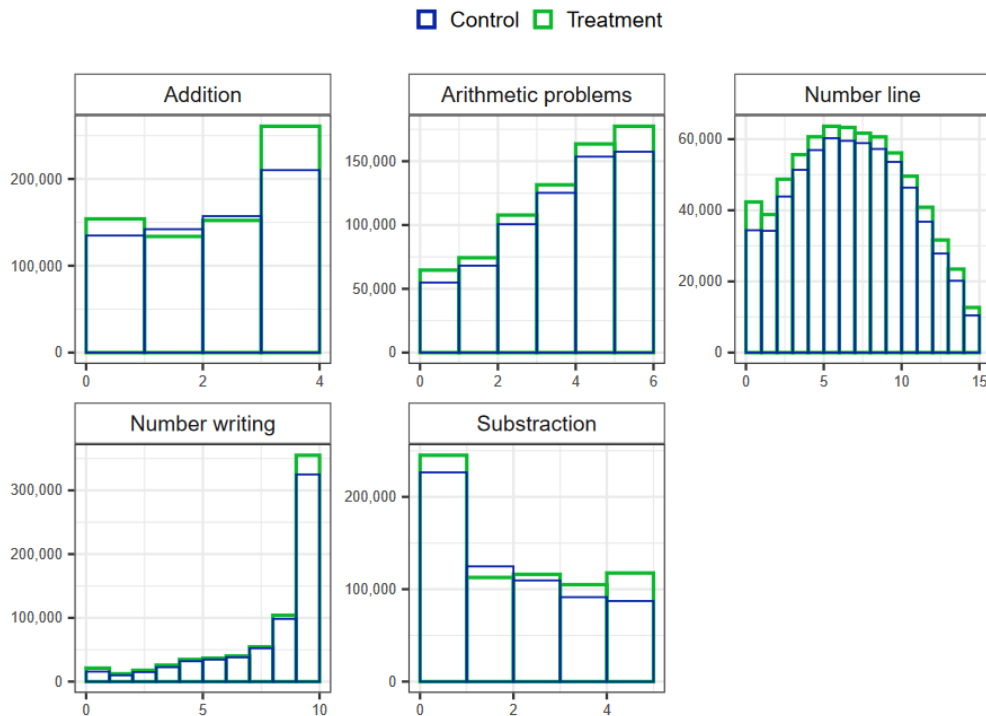 Control Treatment
Addition
200,000
100,000
0
0 2 4
Arithmetic problems
150,000
100,000
50,000
0
0 2 4 6
Number line
60,000
40,000
20,000
0
0 5 10 15
Number writing
300,000
200,000
100,000
0
0 5 10
Substraction
200,000
100,000
0
0 2 4